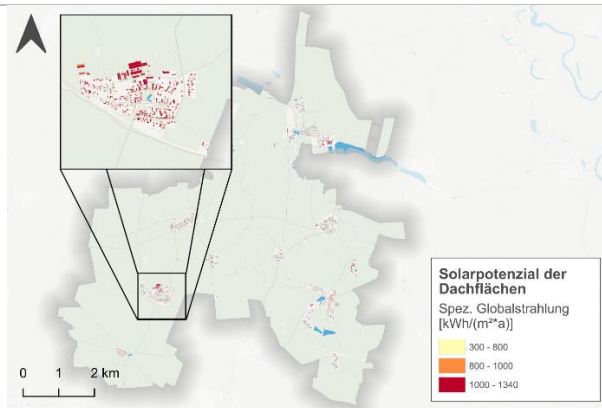 Solarpotenzial der
Dachflächen
Spez. Globalstrahlung
[kWh/(m²*a)]
300 - 800
800 - 1000
1000 - 1340
0 1 2 km